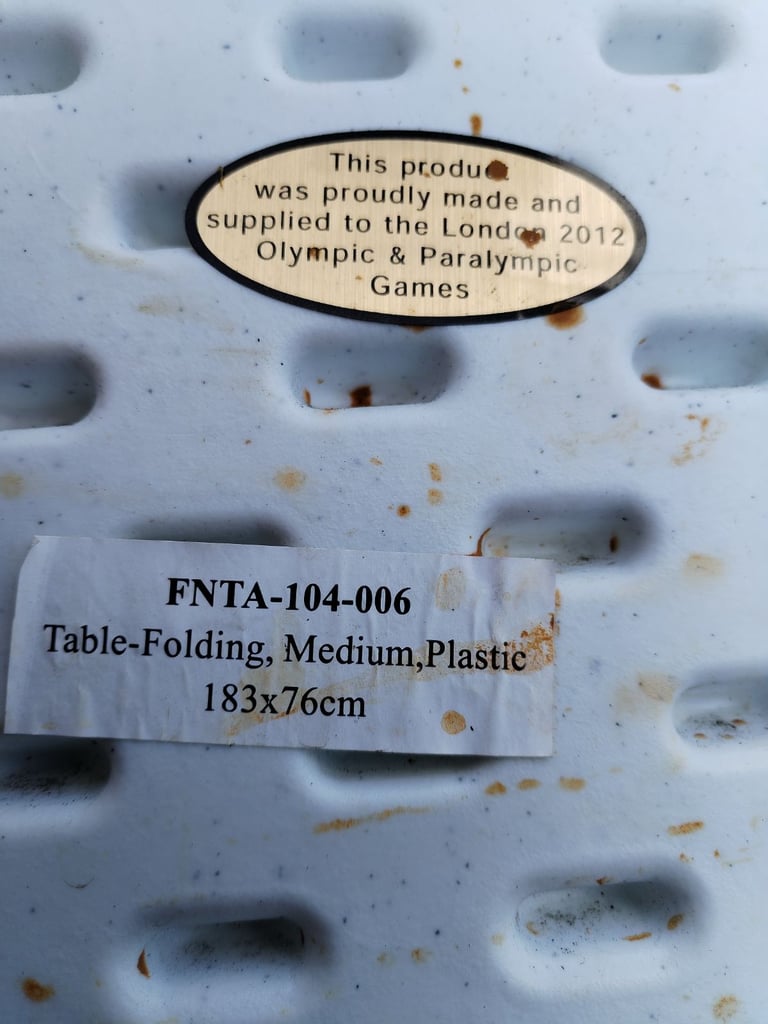 This product
was proudly made and
supplied to the London 2012
Olympic & Paralympic
Games
FNTA-104-006
Table-Folding, Medium,Plastic
183x76cm